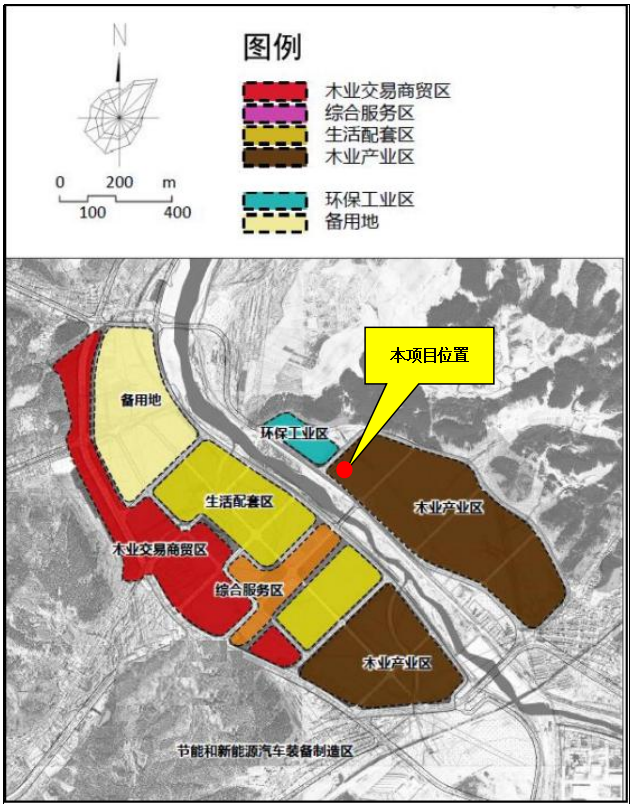 N
图例
木业交易商贸区
综合服务区
生活配套区
木业产业区
0 200 m
100 400
环保工业区
备用地
本项目位置
备用地
环保工业区
生活配套区
木业产业区
木业交易商贸区
综合服务区
木业产业区
节能和新能源汽车装备制造区